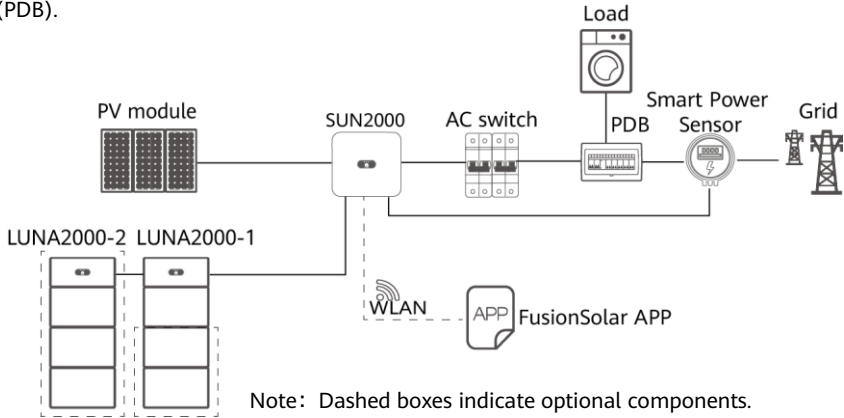 (PDB).
Load
PV module
SUN2000
AC switch
PDB
Smart Power
Sensor
Grid
LUNA2000-2 LUNA2000-1
WLAN
APP
FusionSolar APP
Note: Dashed boxes indicate optional components.